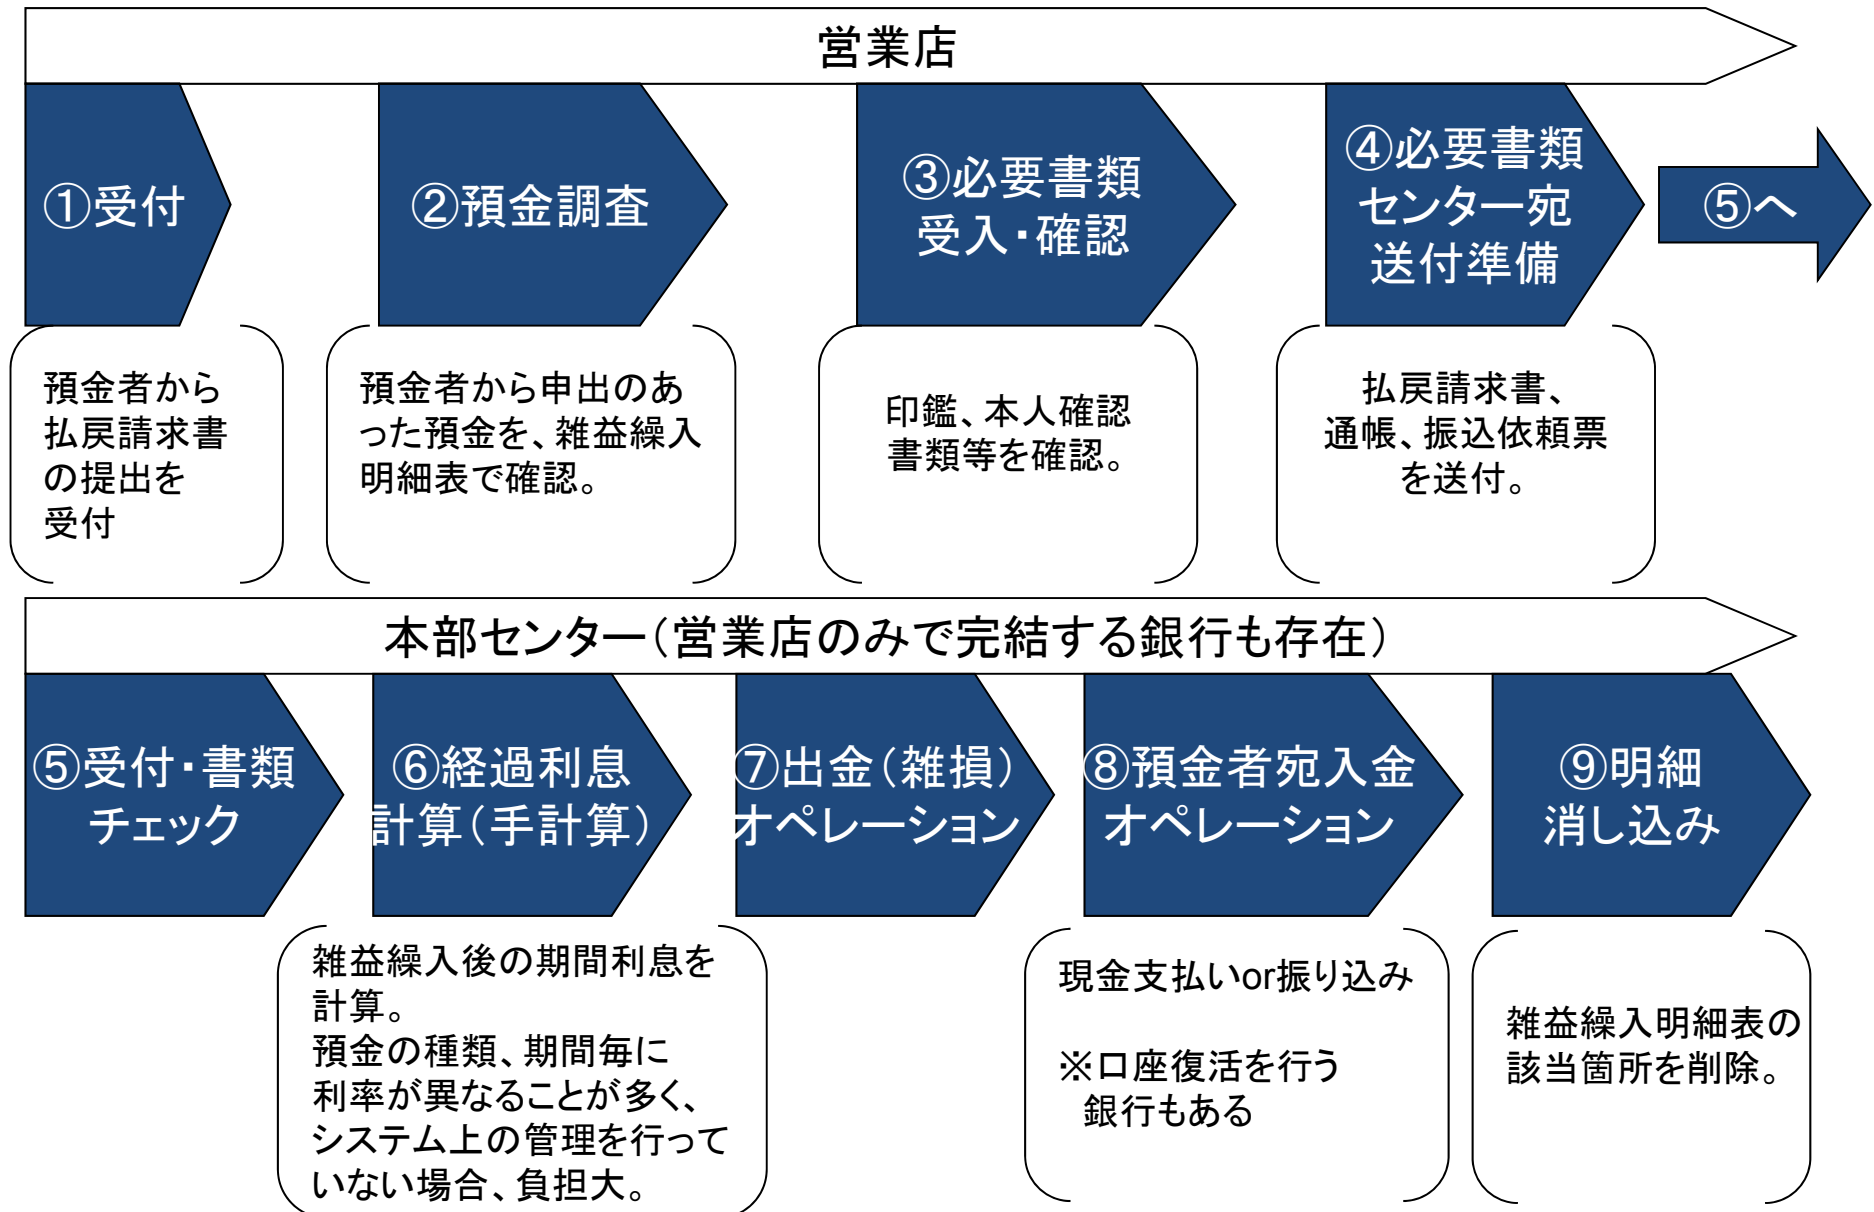 営業店
①受付
②預金調査
③必要書類
受入・確認
④必要書類
センター宛
送付準備
⑤へ
預金者から
払戻請求書
の提出を
受付
預金者から申出のあ
った預金を、雑益繰入
明細表で確認。
印鑑、本人確認
書類等を確認。
払戻請求書、
通帳、振込依頼票
を送付。
本部センター（営業店のみで完結する銀行も存在）
⑤受付・書類
チェック
⑥経過利息
計算（手計算）
⑦出金（雑損）
オペレーション
⑧預金者宛入金
オペレーション
⑨明細
消し込み
雑益繰入後の期間利息を
計算。
預金の種類、期間毎に
利率が異なることが多く、
システム上の管理を行って
いない場合、負担大。
現金支払いor振り込み
※口座復活を行う
銀行もある
雑益繰入明細表の
該当箇所を削除。